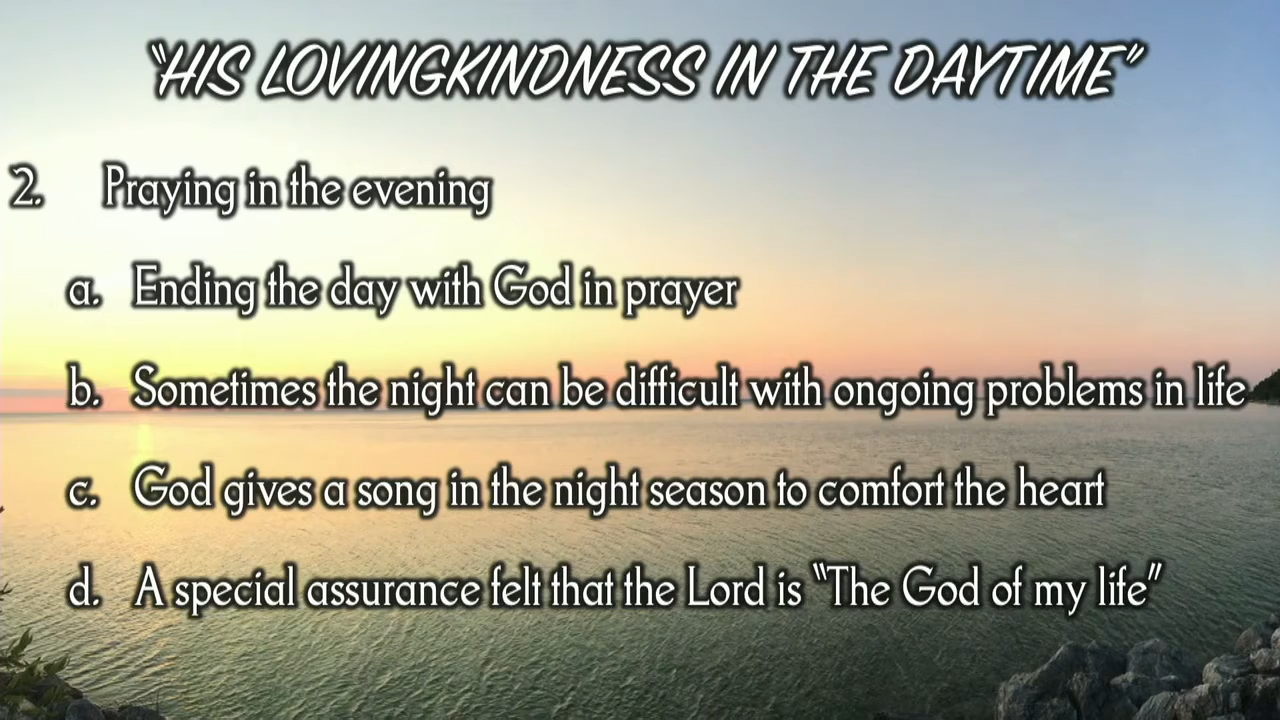 “HIS LOVINGKINDNESS IN THE DAYTIME”
2. Praying in the evening
a. Ending the day with God in prayer
b. Sometimes the night can be difficult with ongoing problems in life
c. God gives a song in the night season to comfort the heart
d. A special assurance felt that the Lord is “The God of my life”